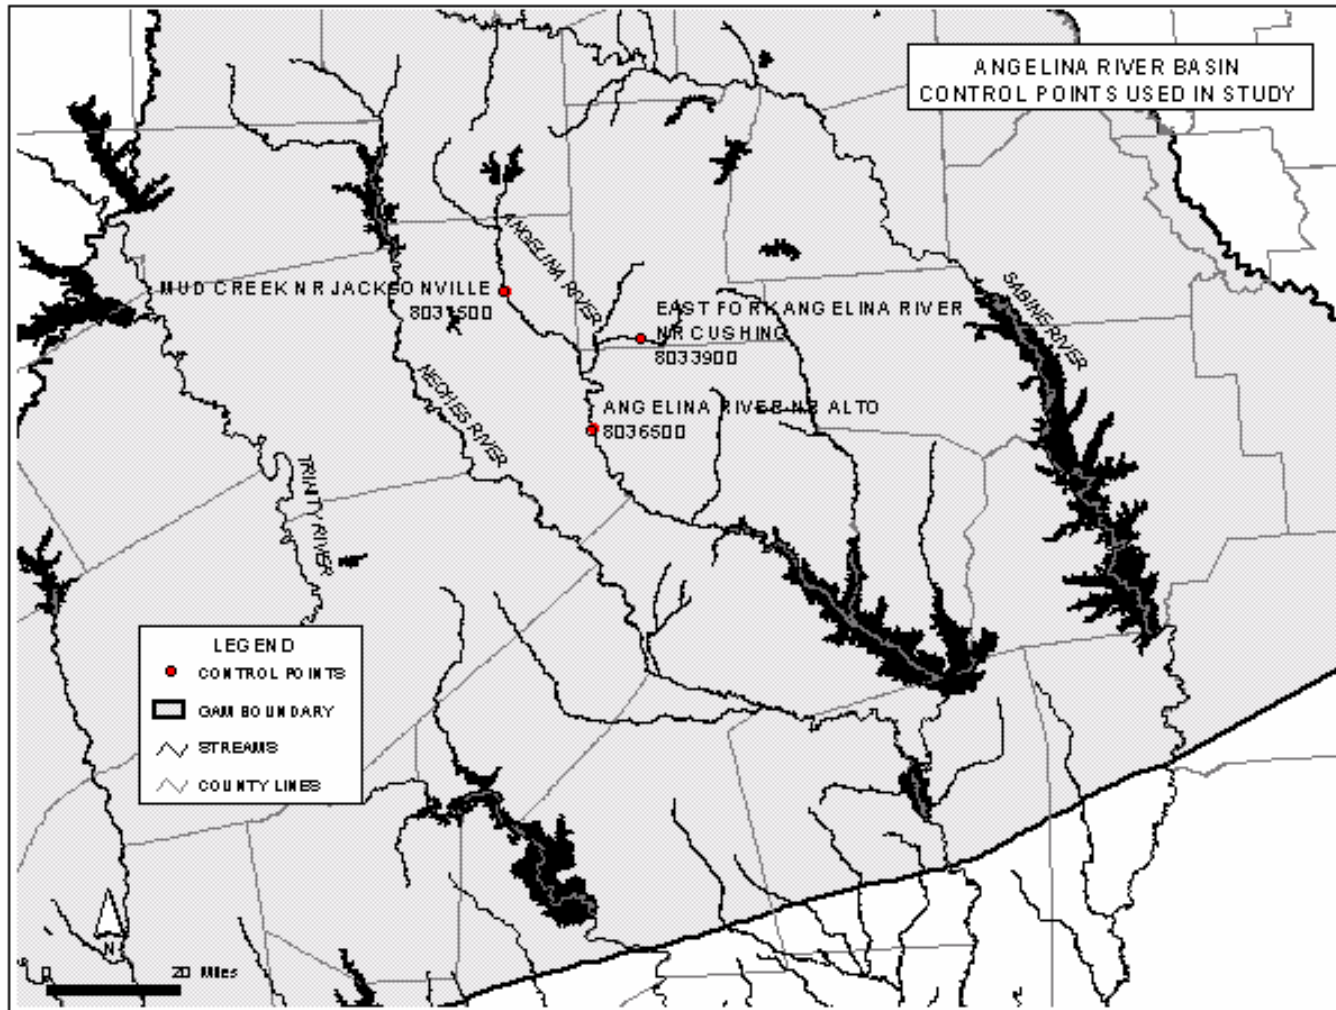 ANGELINA RIVER BASIN
CONTROL POINTS USED IN STUDY
ANGELINA RIVER
MUD CREEK NR JACKSONVILLE
EAST FORK ANGELINA RIVER
NR CUSHING
8033900
SABINE RIVER
NECHES RIVER
ANGELINA RIVER NR ALTO
8036500
TRINITY RIVER
LEGEND
CONTROL POINTS
GAM BOUNDARY
STREAMS
COUNTY LINES
N
0
20 Miles